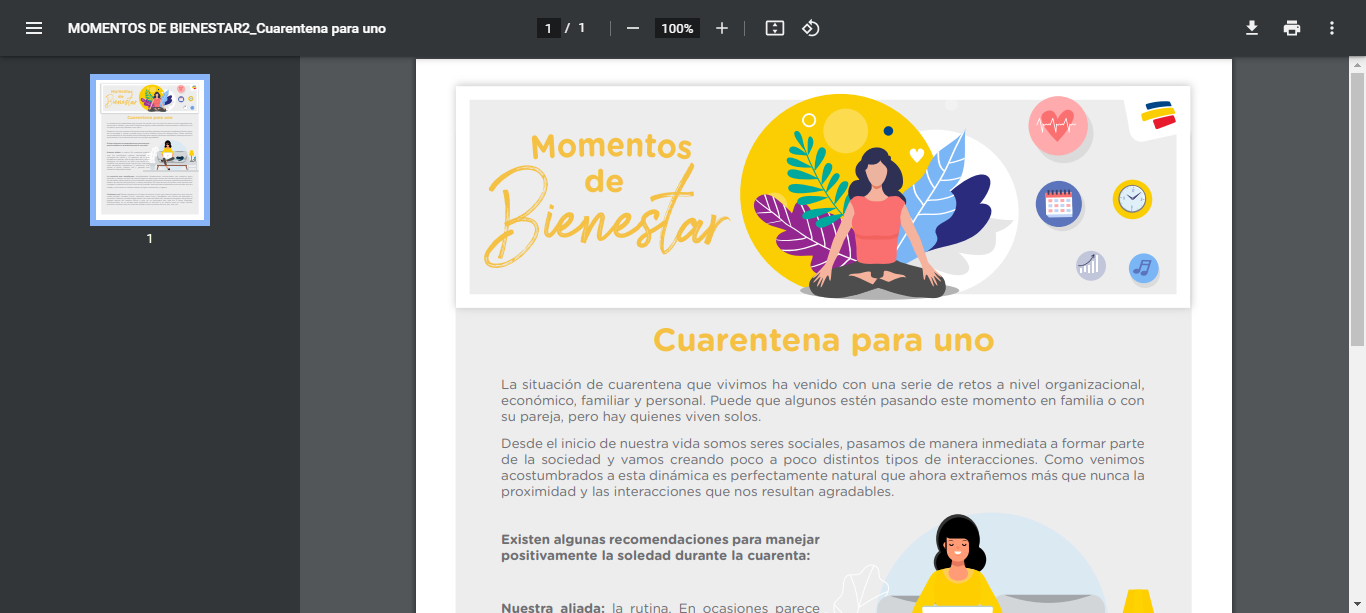 MOMENTOS DE BIENESTAR2_Cuarentena para uno
1 / 1
100%
1
Momentos
de
Bienestar
Cuarentena para uno
La situación de cuarentena que vivimos ha venido con una serie de retos a nivel organizacional,
económico, familiar y personal. Puede que algunos estén pasando este momento en familia o con
su pareja, pero hay quienes viven solos.
Desde el inicio de nuestra vida somos seres sociales, pasamos de manera inmediata a formar parte
de la sociedad y vamos creando poco a poco distintos tipos de interacciones. Como venimos
acostumbrados a esta dinámica es perfectamente natural que ahora extrañemos más que nunca la
proximidad y las interacciones que nos resultan agradables.
Existen algunas recomendaciones para manejar
positivamente la soledad durante la cuarenta:
Nuestra aliada: la rutina. En ocasiones parece